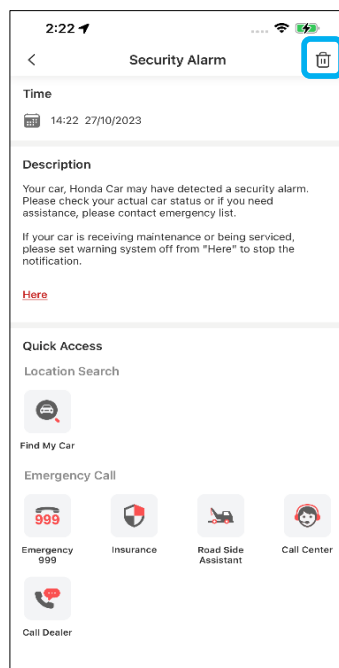 2:22
Security Alarm
Time
14:22 27/10/2023
Description
Your car, Honda Car may have detected a security alarm.
Please check your actual car status or if you need
assistance, please contact emergency list.
If your car is receiving maintenance or being serviced,
please set warning system off from "Here" to stop the
notification.
Here
Quick Access
Location Search
Find My Car
Emergency Call
999
Emergency
999
Insurance
Road Side
Assistant
Call Center
Call Dealer